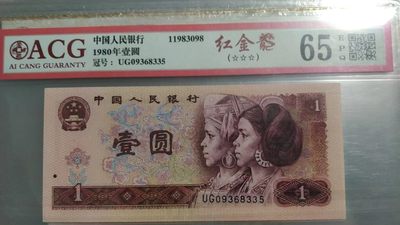 ACG
AI CANG GUARANTY
中国人民银行 11983098
1980年壹圆
冠号：UG09368335
红金龙
(☆☆☆)
65 EPQ
中国人民银行
1
壹圆
1
UG09368335
1